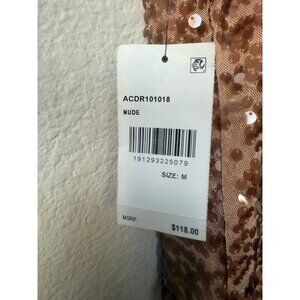 ACDR101018
NUDE
191293225079
SIZE: M
MSRP
$118.00